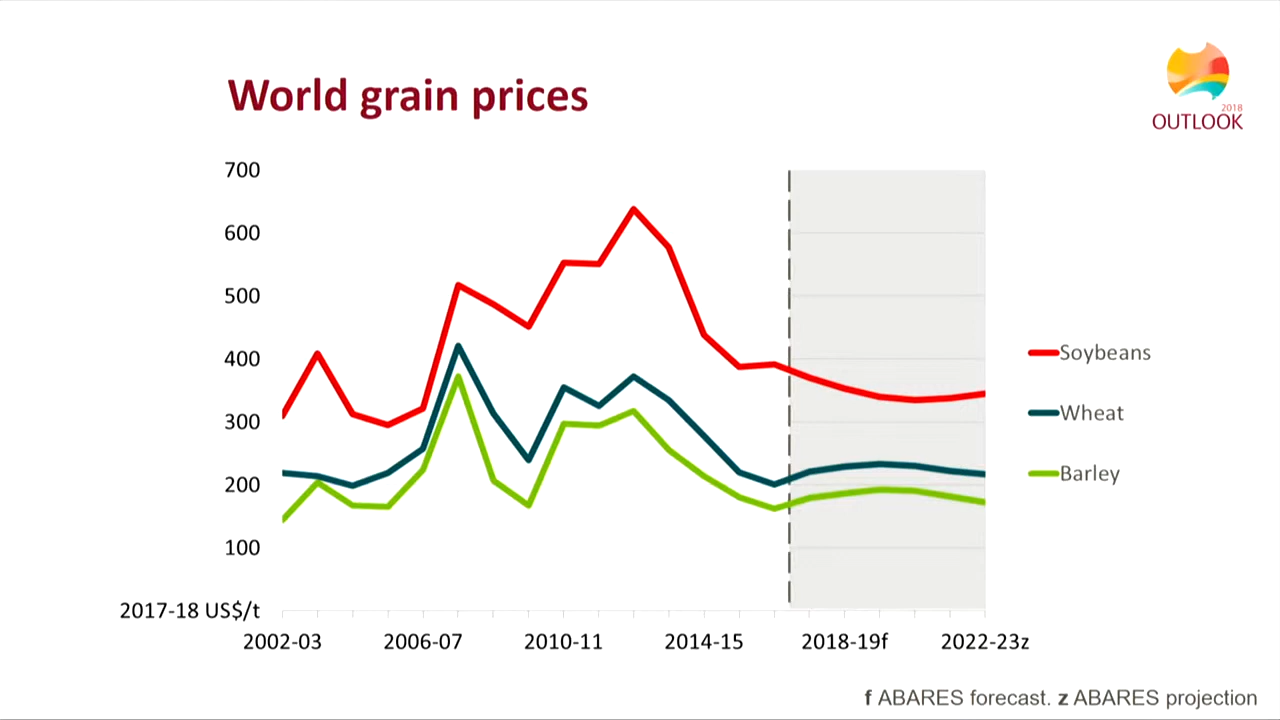 2018
OUTLOOK
World grain prices
700
600
500
400
300
200
100
2017-18 US$/t
2002-03 2006-07 2010-11 2014-15 2018-19f 2022-23z
Soybeans
Wheat
Barley
f ABARES forecast. z ABARES projection